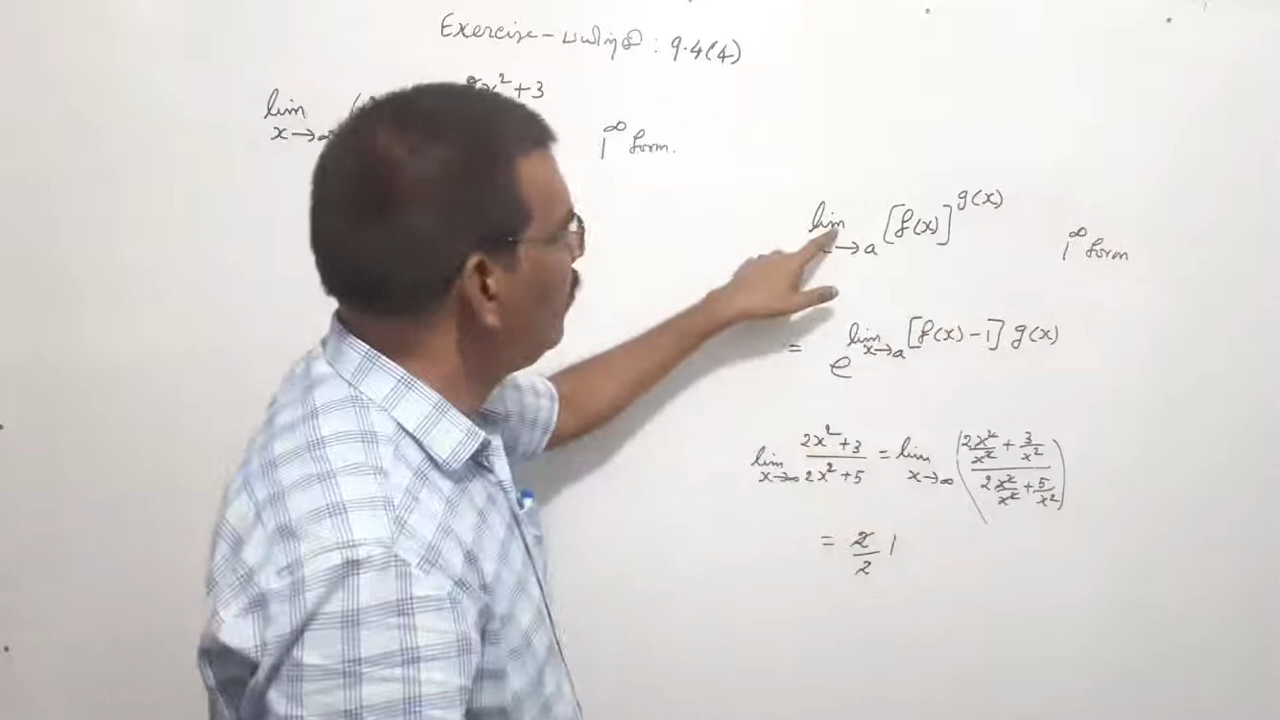 Exercise - பயிற்சி : 9.4(4)
lim x→∞ 8x² + 3
1^∞ form.
lim x→a [f(x)]^g(x) 1^∞ form
= e^lim x→a [f(x) - 1] g(x)
lim x→∞ (2x² + 3)/(2x² + 5) = lim x→∞ ((2x²/x² + 3/x²)/(2x²/x² + 5/x²))
= 2/2 1